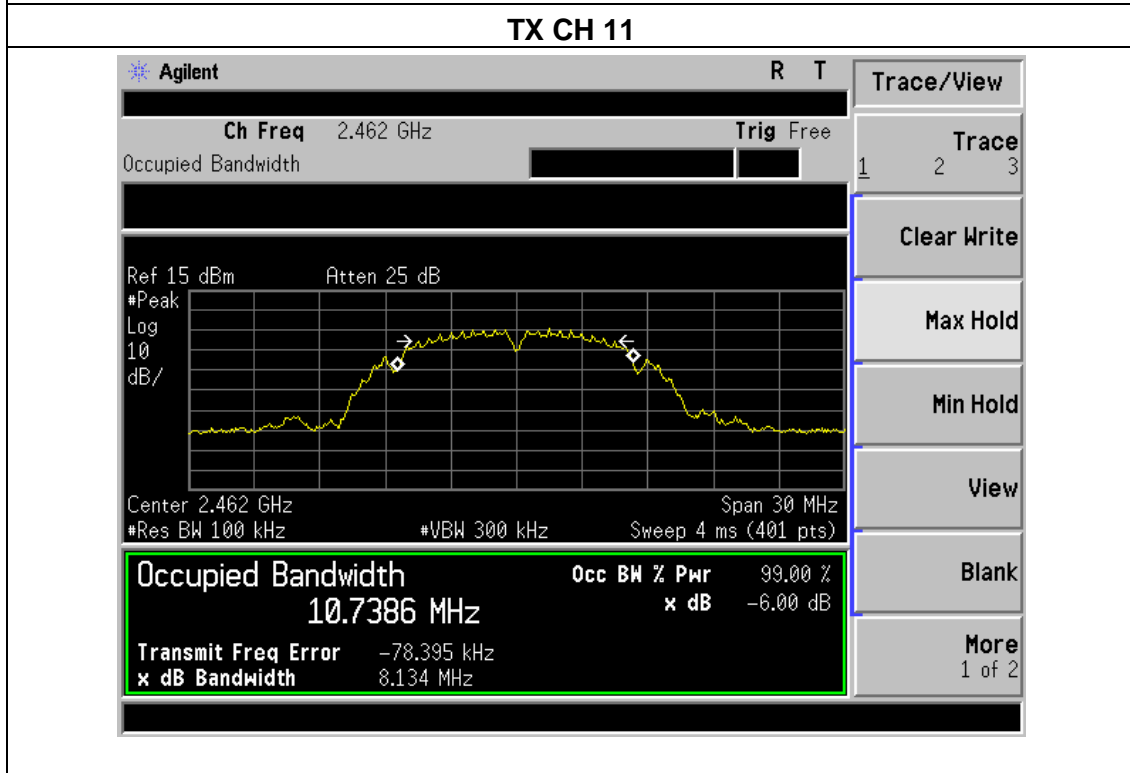 TX CH 11
Agilent R T
Trace/View
Ch Freq 2.462 GHz Trig Free
Occupied Bandwidth
Trace
1 2 3
Clear Write
Ref 15 dBm Atten 25 dB
#Peak
Log
10
dB/
Max Hold
Min Hold
View
Center 2.462 GHz Span 30 MHz
#Res BW 100 kHz #VBW 300 kHz Sweep 4 ms (401 pts)
Occupied Bandwidth Occ BW % Pwr 99.00 %
10.7386 MHz x dB -6.00 dB
Blank
Transmit Freq Error -78.395 kHz
x dB Bandwidth 8.134 MHz
More
1 of 2